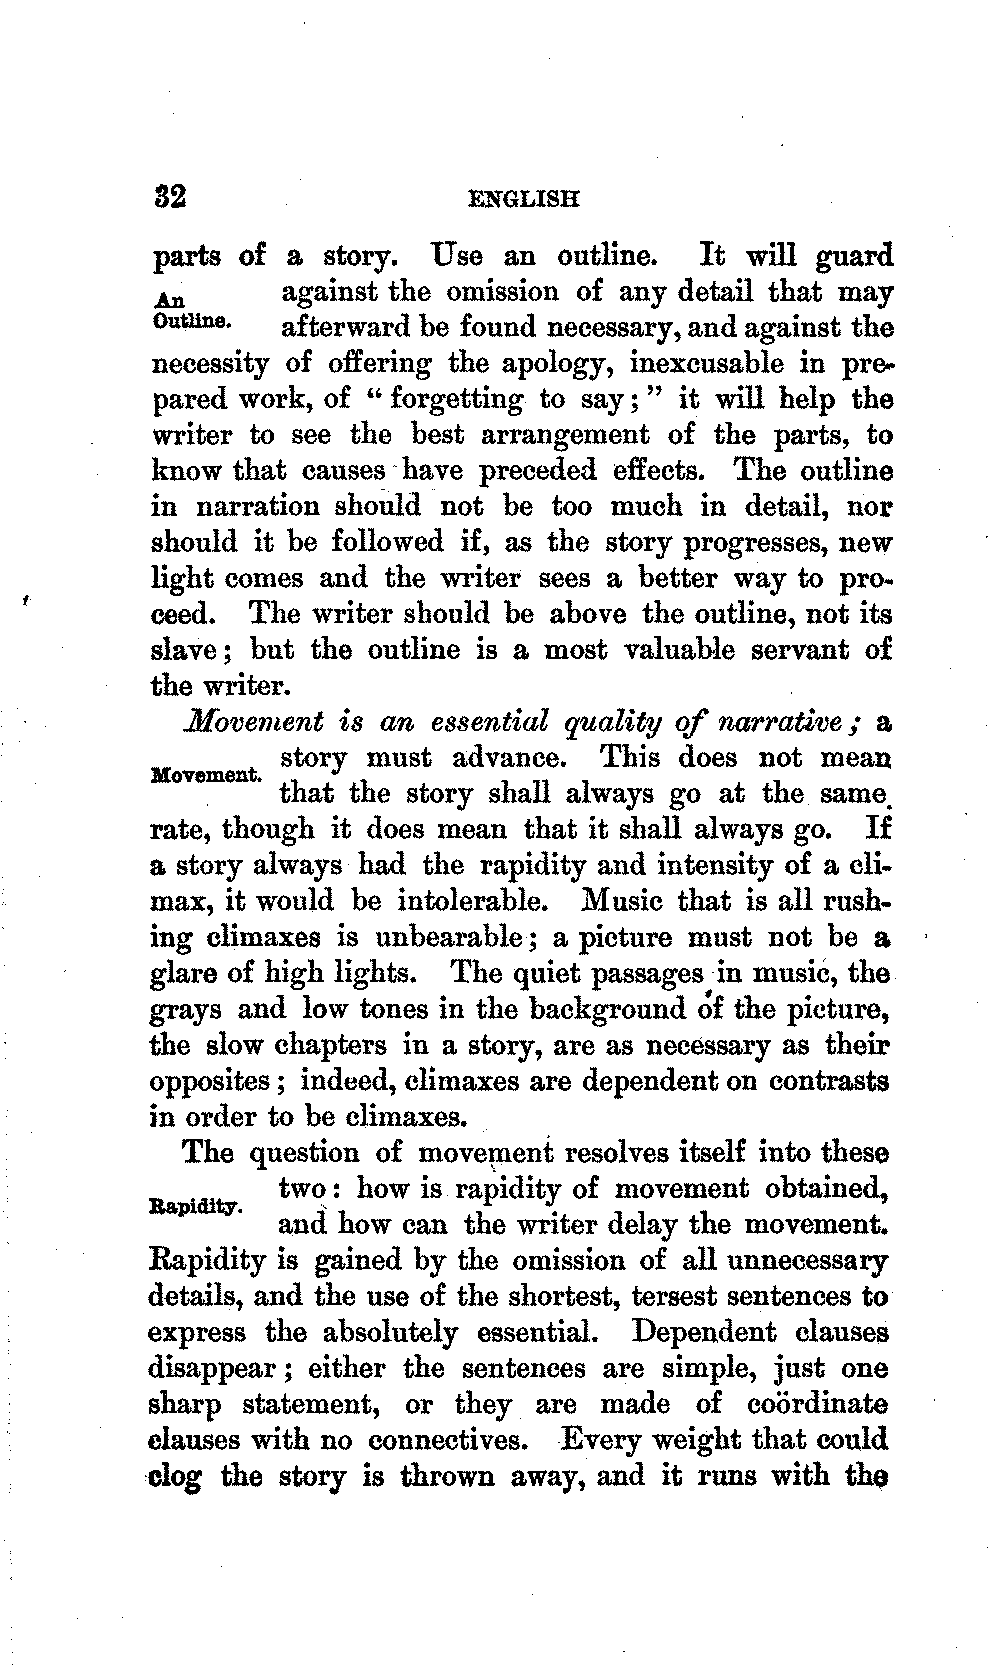 32 ENGLISH
parts of a story. Use an outline. It will guard
An against the omission of any detail that may
Outline. afterward be found necessary, and against the
necessity of offering the apology, inexcusable in pre-
pared work, of “forgetting to say;” it will help the
writer to see the best arrangement of the parts, to
know that causes have preceded effects. The outline
in narration should not be too much in detail, nor
should it be followed if, as the story progresses, new
light comes and the writer sees a better way to pro-
ceed. The writer should be above the outline, not its
slave; but the outline is a most valuable servant of
the writer.
Movement is an essential quality of narrative; a
story must advance. This does not mean
Movement.
that the story shall always go at the same
rate, though it does mean that it shall always go. If
a story always had the rapidity and intensity of a cli-
max, it would be intolerable. Music that is all rush-
ing climaxes is unbearable; a picture must not be a
glare of high lights. The quiet passages in music, the
grays and low tones in the background of the picture,
the slow chapters in a story, are as necessary as their
opposites; indeed, climaxes are dependent on contrasts
in order to be climaxes.
The question of movement resolves itself into these
two: how is rapidity of movement obtained,
Rapidity.
and how can the writer delay the movement.
Rapidity is gained by the omission of all unnecessary
details, and the use of the shortest, tersest sentences to
express the absolutely essential. Dependent clauses
disappear; either the sentences are simple, just one
sharp statement, or they are made of coördinate
clauses with no connectives. Every weight that could
clog the story is thrown away, and it runs with the